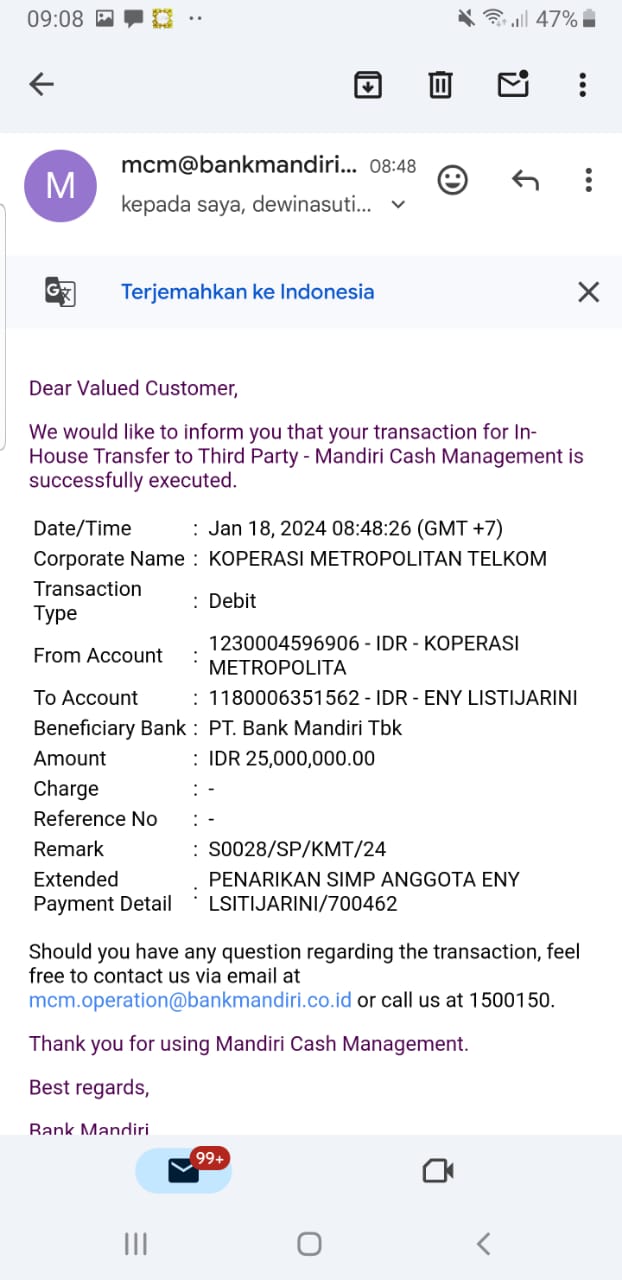 09:08
47%
mcm@bankmandiri... 08:48
M
kepada saya, dewinasuti...
Terjemahkan ke Indonesia
Dear Valued Customer,
We would like to inform you that your transaction for In-
House Transfer to Third Party - Mandiri Cash Management is
successfully executed.
Date/Time : Jan 18, 2024 08:48:26 (GMT +7)
Corporate Name : KOPERASI METROPOLITAN TELKOM
Transaction
Type : Debit
From Account : 1230004596906 - IDR - KOPERASI
METROPOLITA
To Account : 1180006351562 - IDR - ENY LISTIJARINI
Beneficiary Bank : PT. Bank Mandiri Tbk
Amount : IDR 25,000,000.00
Charge : -
Reference No : -
Remark : S0028/SP/KMT/24
Extended : PENARIKAN SIMP ANGGOTA ENY
Payment Detail LSITIJARINI/700462
Should you have any question regarding the transaction, feel
free to contact us via email at
mcm.operation@bankmandiri.co.id or call us at 1500150.
Thank you for using Mandiri Cash Management.
Best regards,
Bank Mandiri
99+